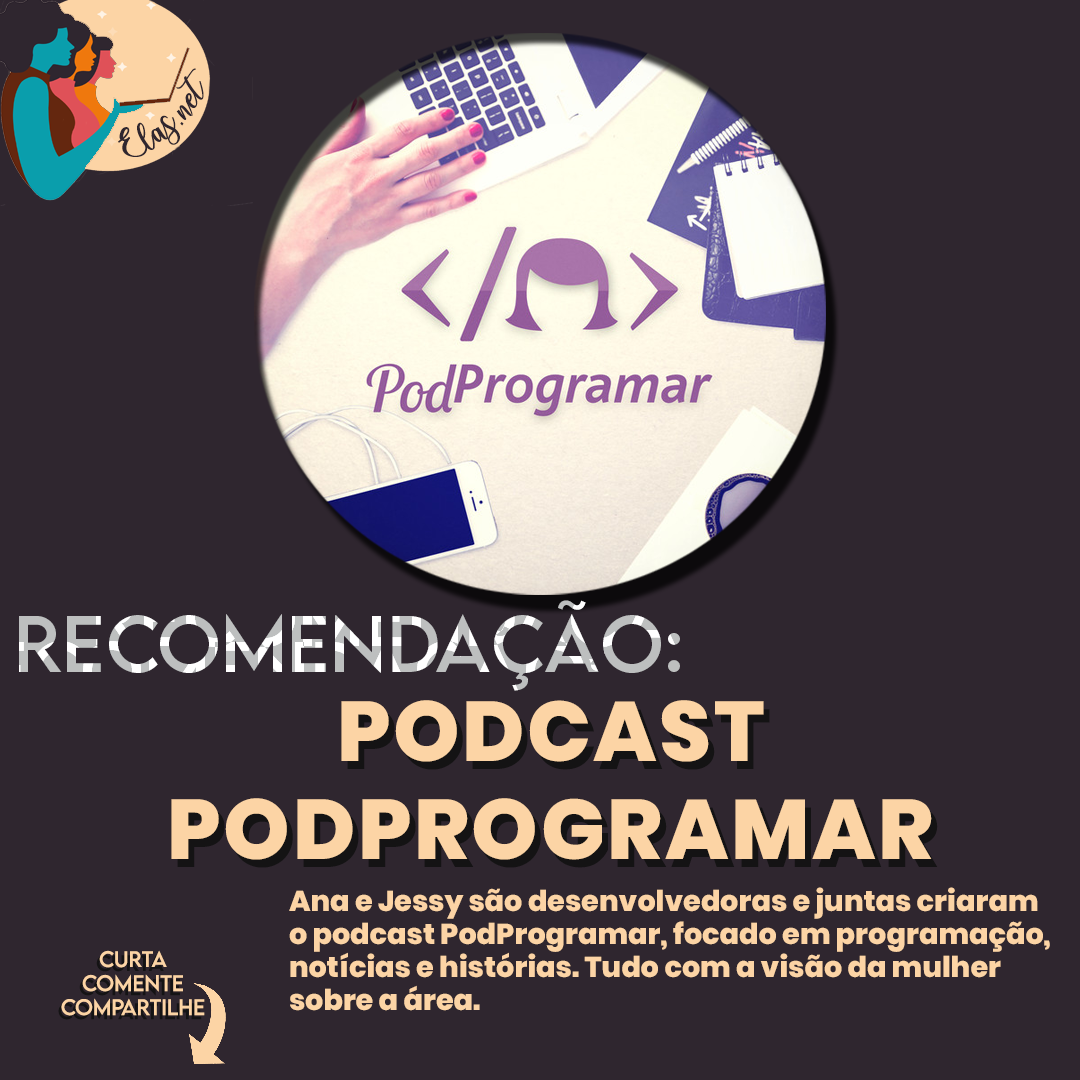 Elas.net
PodProgramar
RECOMENDAÇÃO:
PODCAST
PODPROGRAMAR
Ana e Jessy são desenvolvedoras e juntas criaram
o podcast PodProgramar, focado em programação,
notícias e histórias. Tudo com a visão da mulher
sobre a área.
CURTA
COMENTE
COMPARTILHE